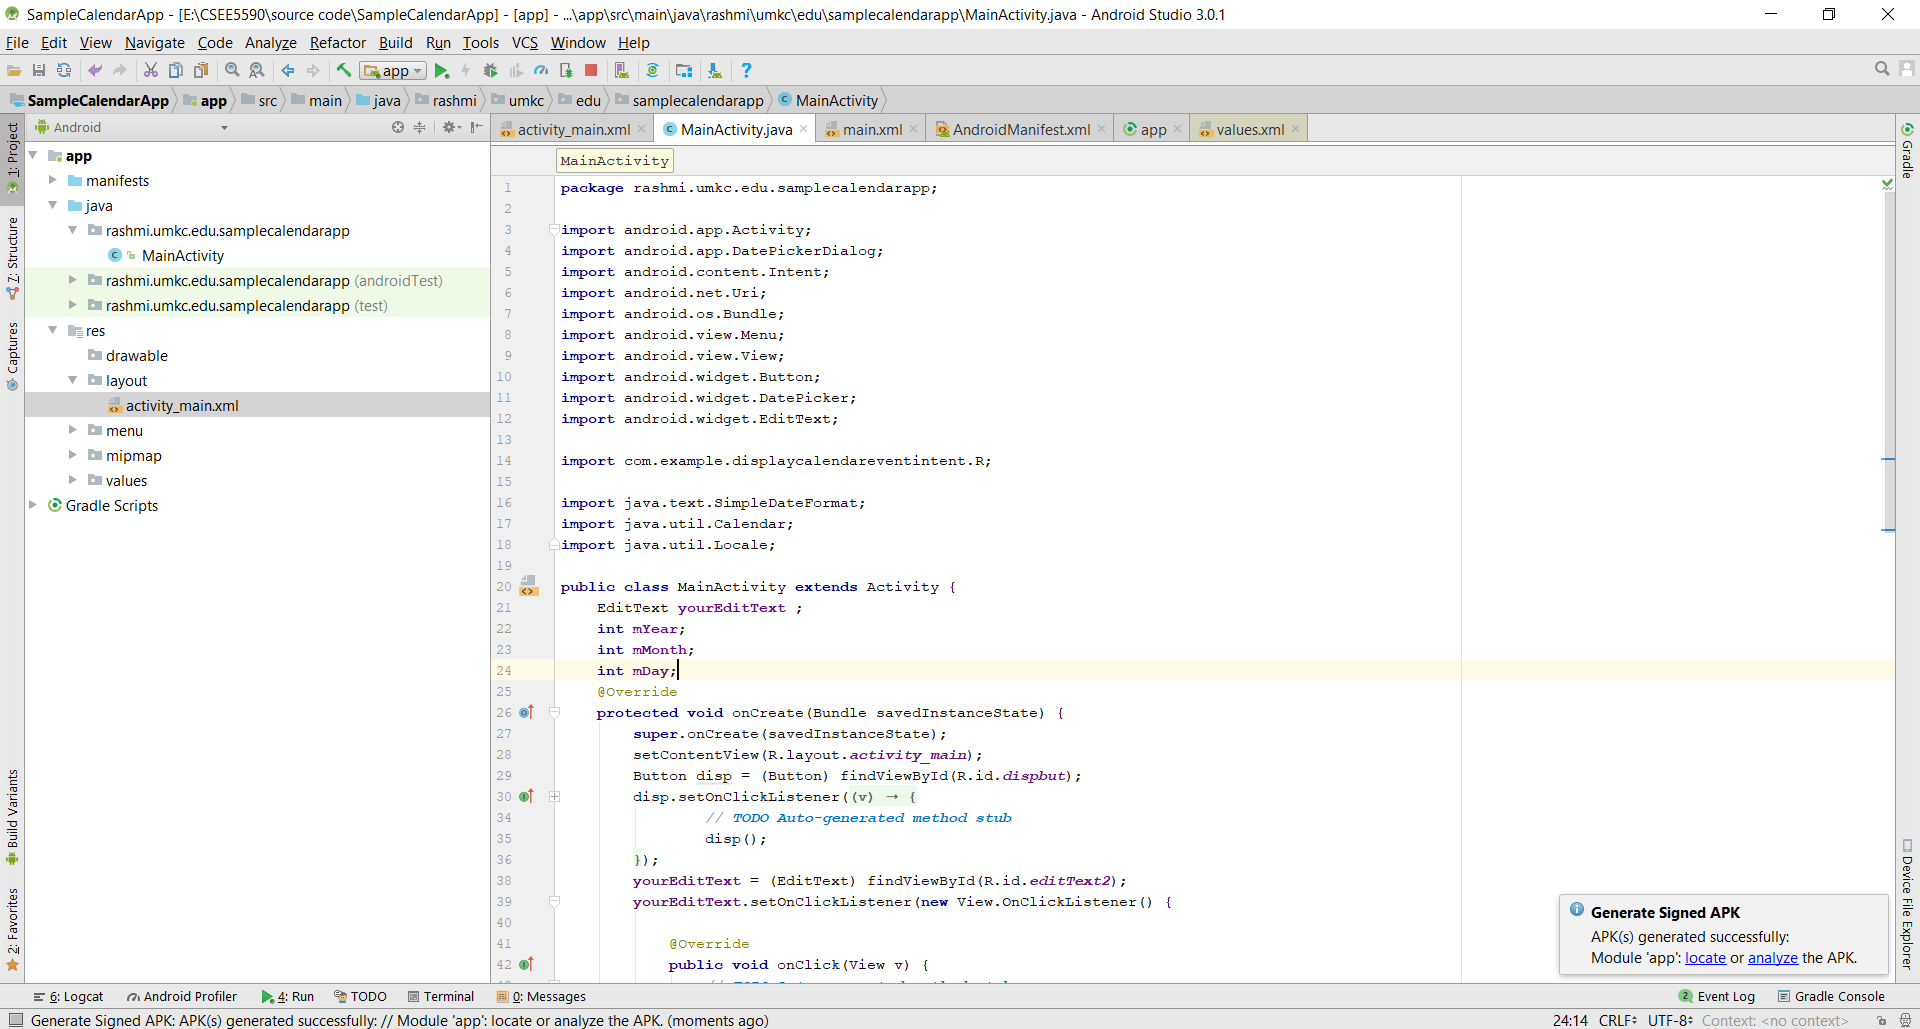 SampleCalendarApp - [E:\CSEE5590\source code\SampleCalendarApp] - [app] - ...\app\src\main\java\rashmi\umkc\edu\samplecalendarapp\MainActivity.java - Android Studio 3.0.1
File Edit View Navigate Code Analyze Refactor Build Run Tools VCS Window Help
app
SampleCalendarApp app src main java rashmi umkc edu samplecalendarapp MainActivity
Android
activity_main.xml MainActivity.java main.xml AndroidManifest.xml app values.xml
1: Project
7: Structure
Captures
Build Variants
2: Favorites
app
manifests
java
rashmi.umkc.edu.samplecalendarapp
MainActivity
rashmi.umkc.edu.samplecalendarapp (androidTest)
rashmi.umkc.edu.samplecalendarapp (test)
res
drawable
layout
activity_main.xml
menu
mipmap
values
Gradle Scripts
MainActivity
1 package rashmi.umkc.edu.samplecalendarapp;
2
3 import android.app.Activity;
4 import android.app.DatePickerDialog;
5 import android.content.Intent;
6 import android.net.Uri;
7 import android.os.Bundle;
8 import android.view.Menu;
9 import android.view.View;
10 import android.widget.Button;
11 import android.widget.DatePicker;
12 import android.widget.EditText;
13
14 import com.example.displaycalendareventintent.R;
15
16 import java.text.SimpleDateFormat;
17 import java.util.Calendar;
18 import java.util.Locale;
19
20 public class MainActivity extends Activity {
21 EditText yourEditText ;
22 int mYear;
23 int mMonth;
24 int mDay;
25 @Override
26 protected void onCreate(Bundle savedInstanceState) {
27 super.onCreate(savedInstanceState);
28 setContentView(R.layout.activity_main);
29 Button disp = (Button) findViewById(R.id.dispbut);
30 disp.setOnClickListener((v) → {
34 // TODO Auto-generated method stub
35 disp();
36 });
38 yourEditText = (EditText) findViewById(R.id.editText2);
39 yourEditText.setOnClickListener(new View.OnClickListener() {
40
41 @Override
42 public void onClick(View v) {
Gradle
Device File Explorer
Generate Signed APK
APK(s) generated successfully:
Module 'app': locate or analyze the APK.
6: Logcat Android Profiler 4: Run TODO Terminal 0: Messages 2 Event Log Gradle Console
Generate Signed APK: APK(s) generated successfully: // Module 'app': locate or analyze the APK. (moments ago) 24:14 CRLF UTF-8 Context: <no context>